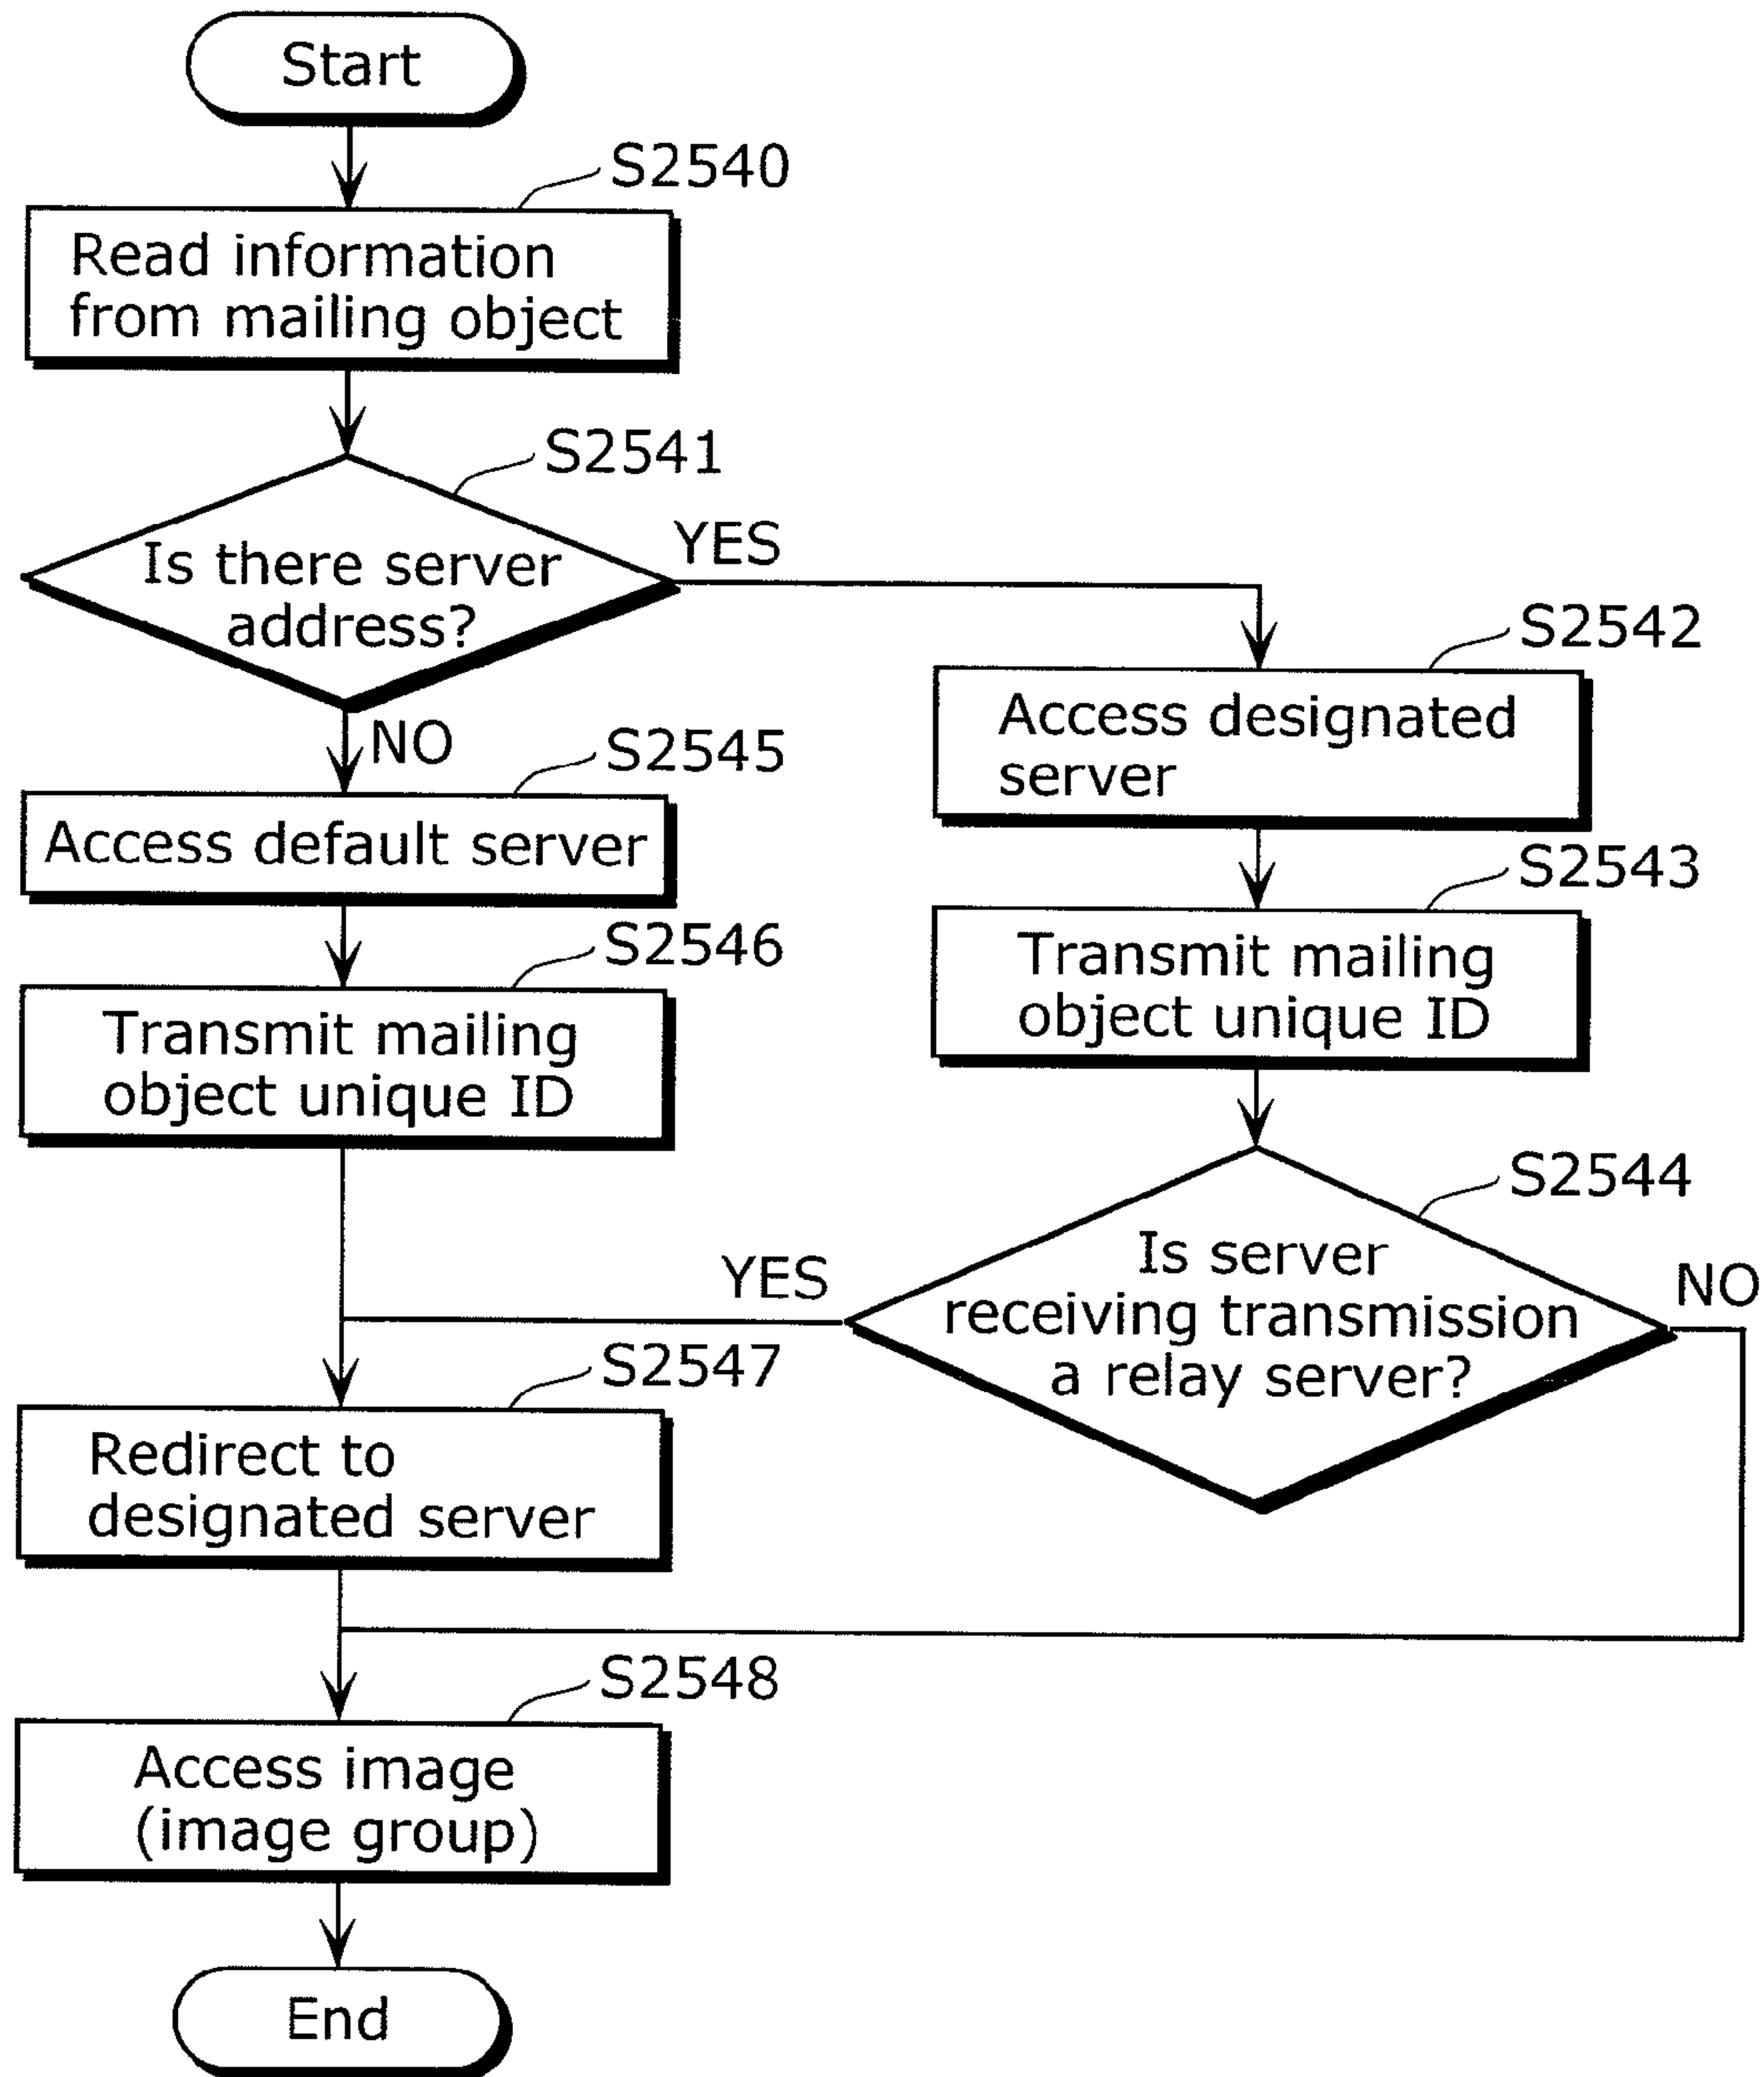 Start
S2540
Read information
from mailing object
S2541
Is there server
address?
YES
NO
S2542
Access designated
server
S2545
Access default server
S2543
Transmit mailing
object unique ID
S2546
Transmit mailing
object unique ID
S2544
Is server
receiving transmission
a relay server?
YES
NO
S2547
Redirect to
designated server
S2548
Access image
(image group)
End